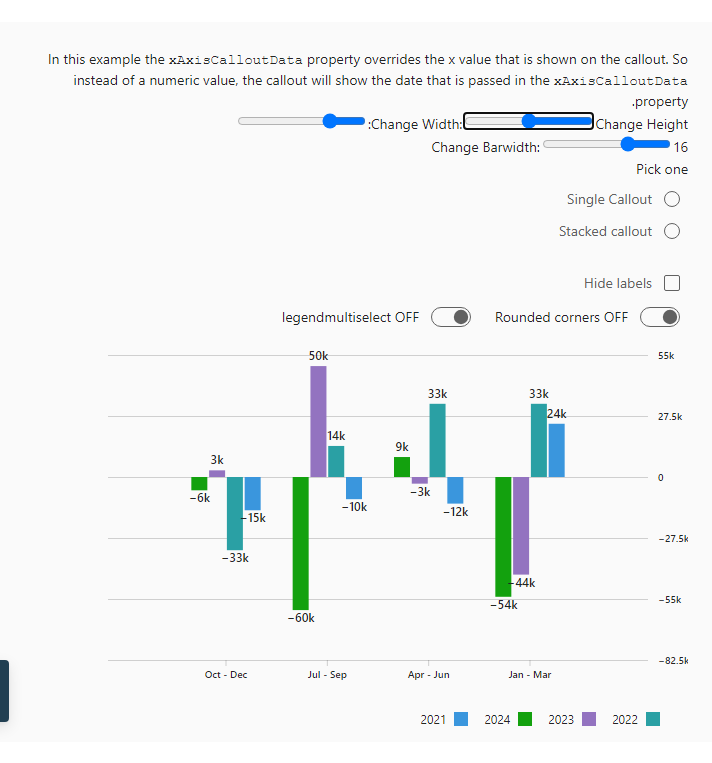 In this example the xAxisCalloutData property overrides the x value that is shown on the callout. So
instead of a numeric value, the callout will show the date that is passed in the xAxisCalloutData
.property
:Change Width: Change Height
Change Barwidth: 16
Pick one
Single Callout
Stacked callout
Hide labels
legendmultiselect OFF Rounded corners OFF
50k 55k
33k 33k 27.5k
24k
14k
9k
3k
0
−6k −3k
−10k −12k
−15k
−33k −27.5k
−44k
−54k −55k
−60k
−82.5k
Oct - Dec Jul - Sep Apr - Jun Jan - Mar
2021 2024 2023 2022